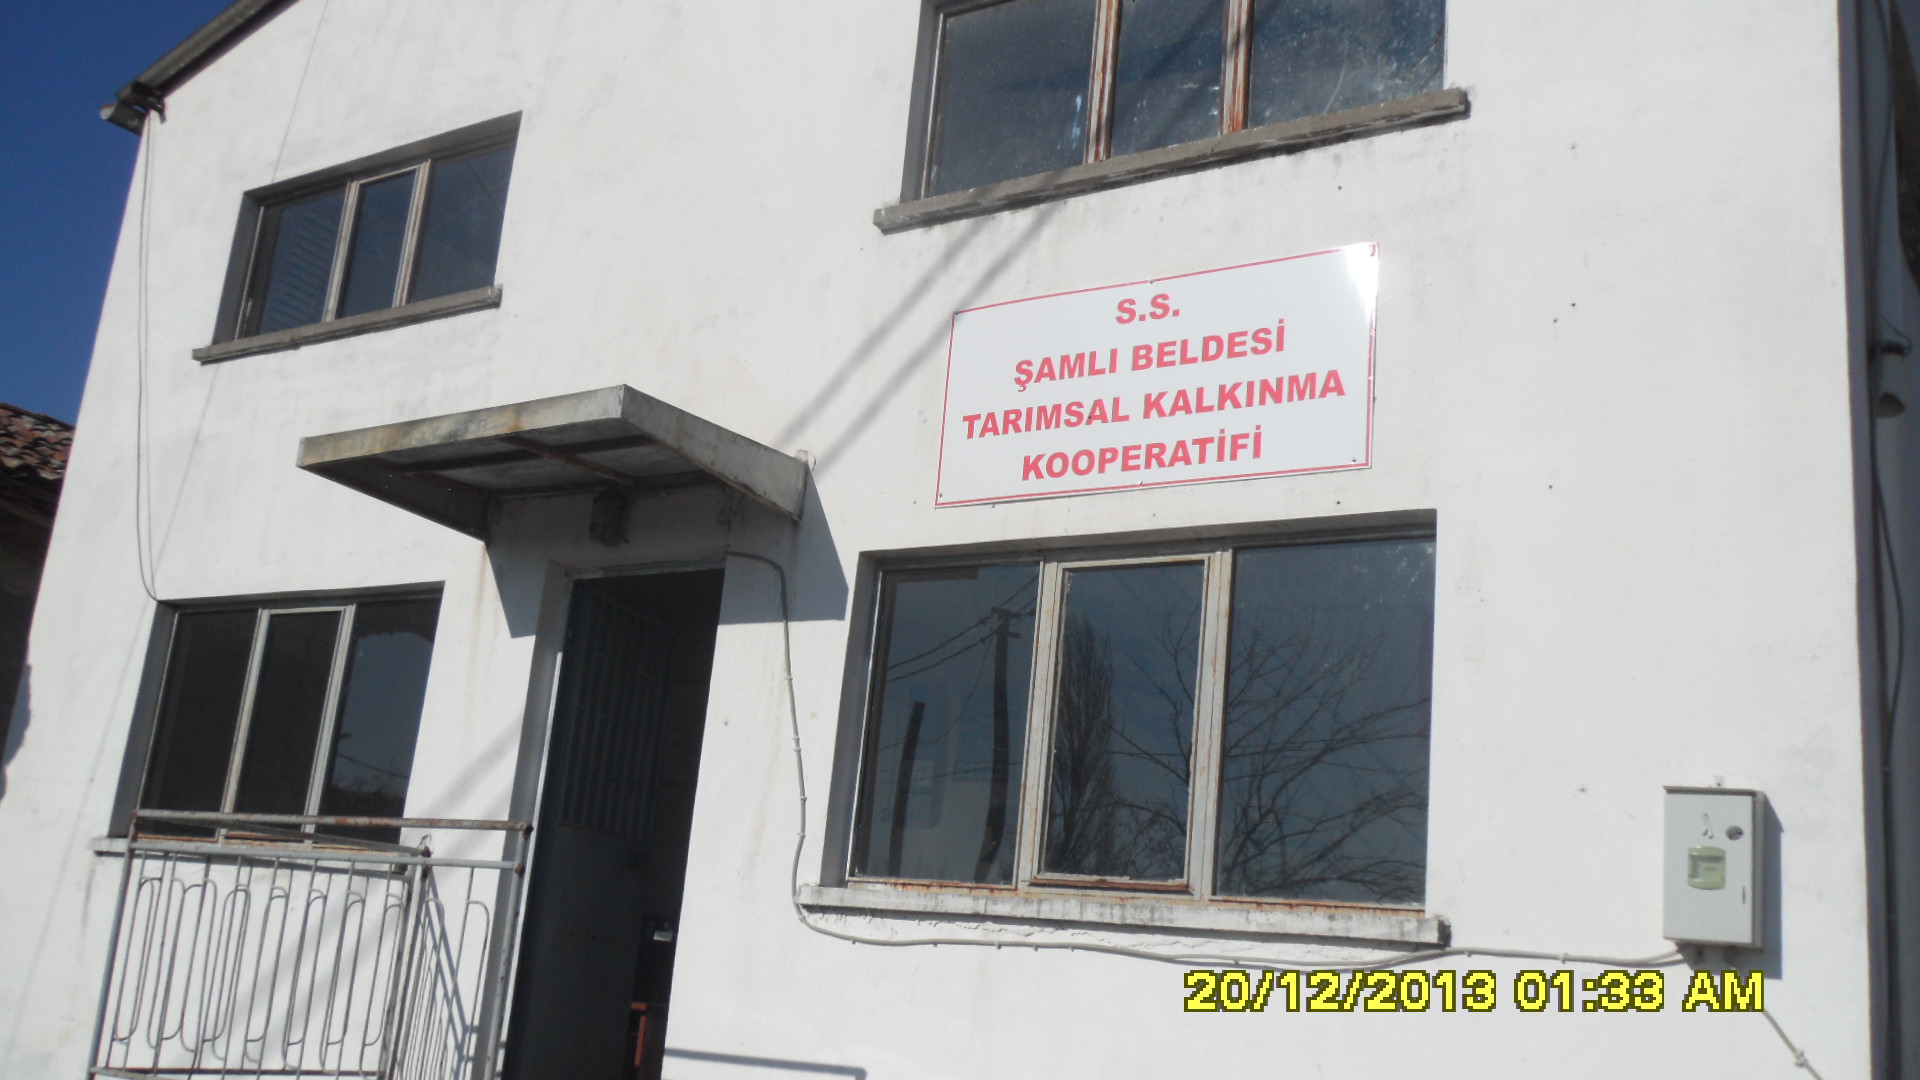 S.S.
ŞAMLI BELDESİ
TARIMSAL KALKINMA
KOOPERATİFİ
20/12/2013 01:33 AM